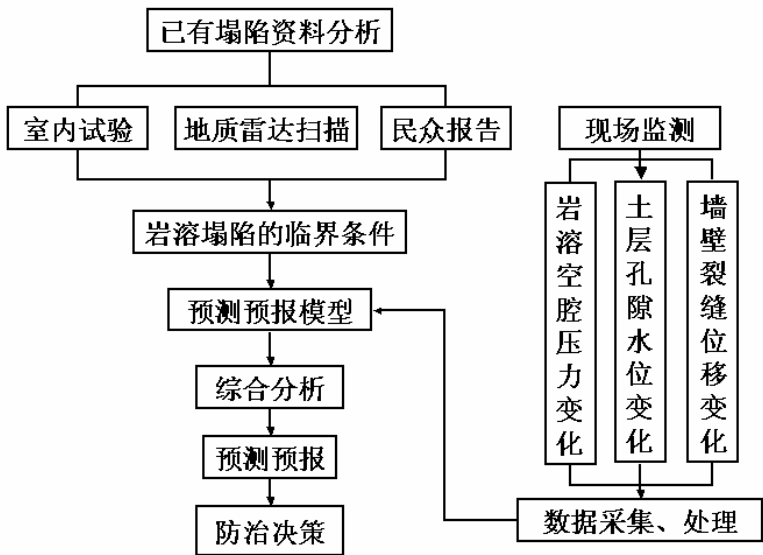 已有塌陷资料分析
室内试验
地质雷达扫描
民众报告
岩溶塌陷的临界条件
预测预报模型
综合分析
预测预报
防治决策
现场监测
岩溶空腔压力变化
土层孔隙水位变化
墙壁裂缝位移变化
数据采集、处理